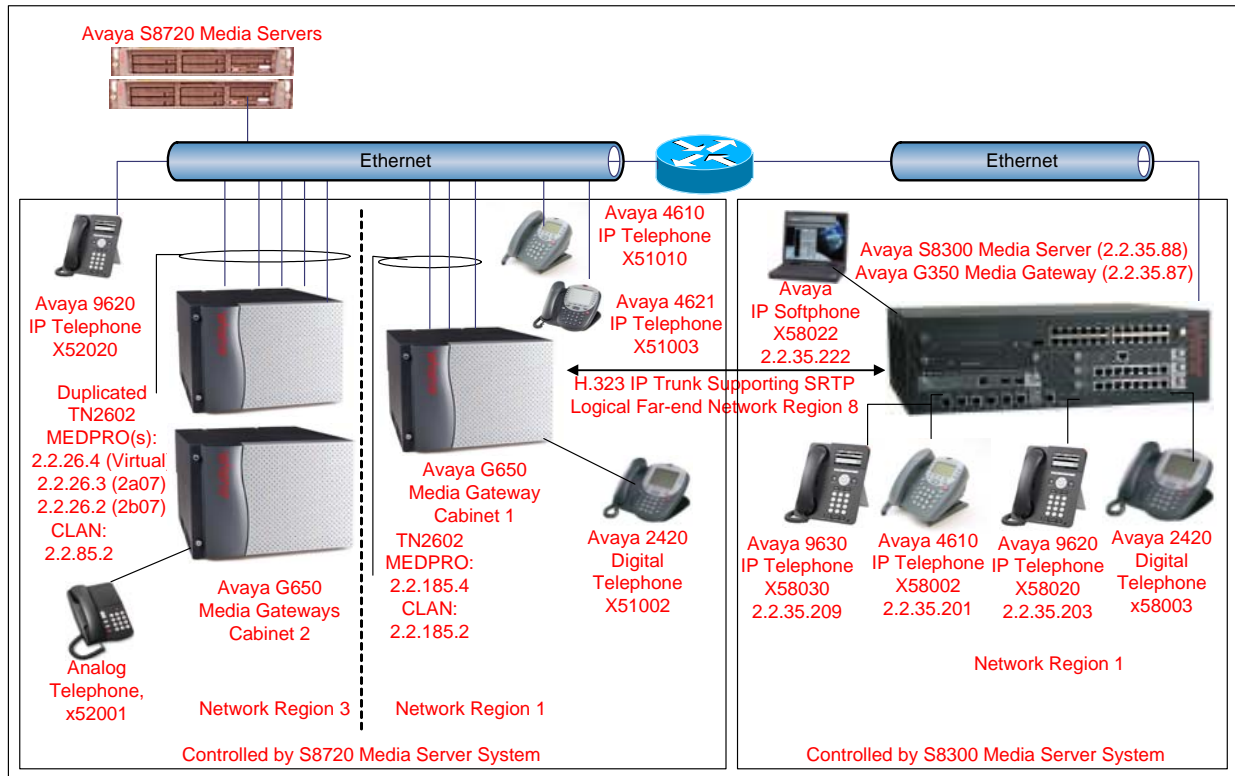 Avaya S8720 Media Servers
Ethernet
Ethernet
Avaya 9620
IP Telephone
X52020
Duplicated
TN2602
MEDPRO(s):
2.2.26.4 (Virtual
2.2.26.3 (2a07)
2.2.26.2 (2b07)
CLAN:
2.2.85.2
Analog
Telephone,
x52001
Avaya G650
Media Gateways
Cabinet 2
Network Region 3
Avaya 4610
IP Telephone
X51010
Avaya 4621
IP Telephone
X51003
Avaya G650
Media Gateway
Cabinet 1
TN2602
MEDPRO:
2.2.185.4
CLAN:
2.2.185.2
Avaya 2420
Digital
Telephone
X51002
Network Region 1
Controlled by S8720 Media Server System
H.323 IP Trunk Supporting SRTP
Logical Far-end Network Region 8
Avaya S8300 Media Server (2.2.35.88)
Avaya G350 Media Gateway (2.2.35.87)
Avaya
IP Softphone
X58022
2.2.35.222
Avaya 9630
IP Telephone
X58030
2.2.35.209
Avaya 4610
IP Telephone
X58002
2.2.35.201
Avaya 9620
IP Telephone
X58020
2.2.35.203
Avaya 2420
Digital
Telephone
x58003
Network Region 1
Controlled by S8300 Media Server System